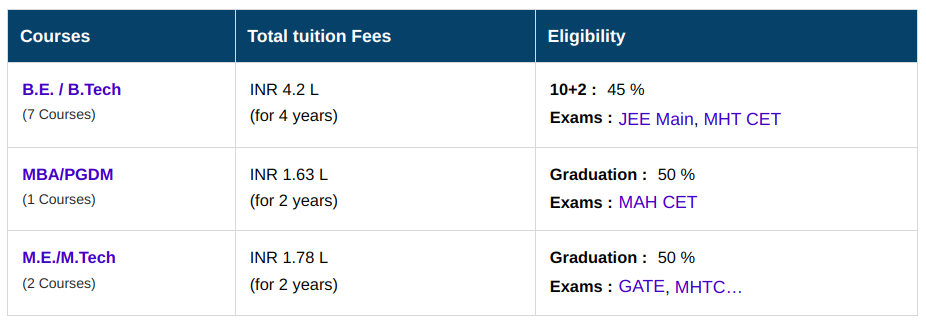 Courses Total tuition Fees Eligibility
B.E. / B.Tech INR 4.2 L 10+2 : 45 %
(7 Courses) (for 4 years) Exams : JEE Main, MHT CET
MBA/PGDM INR 1.63 L Graduation : 50 %
(1 Courses) (for 2 years) Exams : MAH CET
M.E./M.Tech INR 1.78 L Graduation : 50 %
(2 Courses) (for 2 years) Exams : GATE, MHTC…